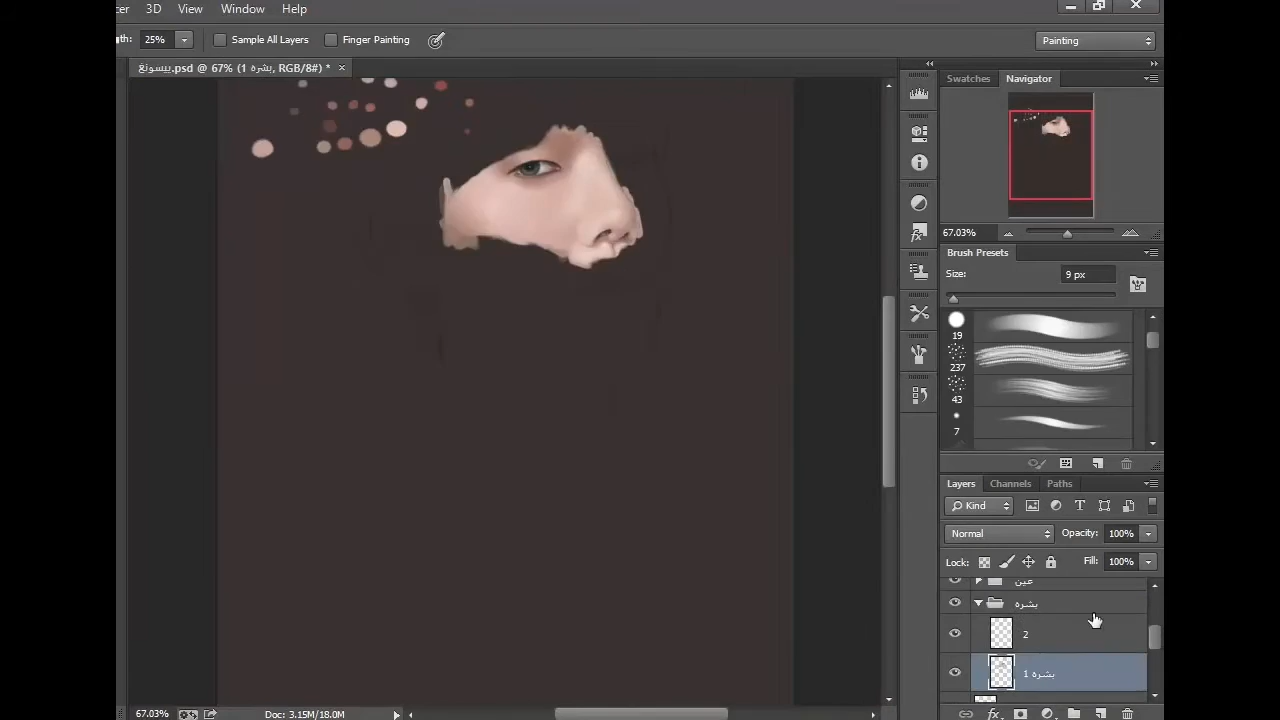 cer 3D View Window Help
th: 25% Sample All Layers Finger Painting Painting
بيسونغ.psd @ 67% (بشره 1, RGB/8#) * ×
Swatches Navigator
67.03%
Brush Presets
Size: 9 px
19
237
43
7
Layers Channels Paths
Kind
Normal Opacity: 100%
Lock: Fill: 100%
عين
بشره
2
بشره 1
67.03% Doc: 3.15M/18.0M